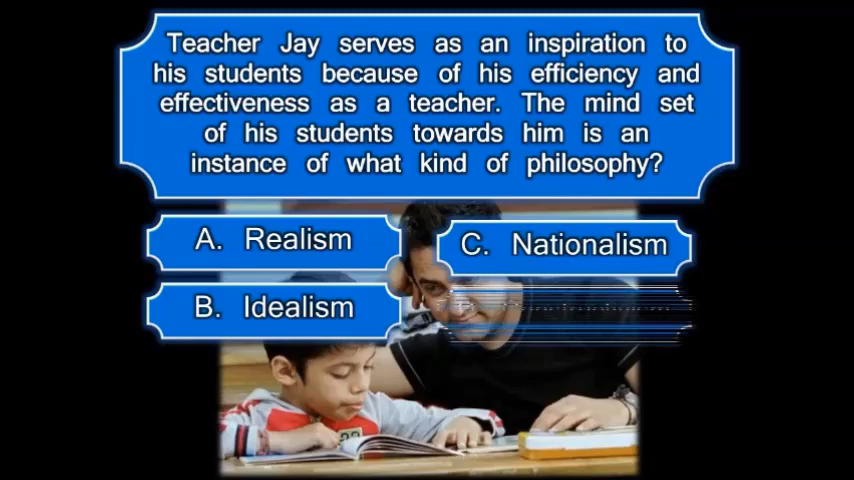 Teacher Jay serves as an inspiration to
his students because of his efficiency and
effectiveness as a teacher. The mind set
of his students towards him is an
instance of what kind of philosophy?
A. Realism
C. Nationalism
B. Idealism